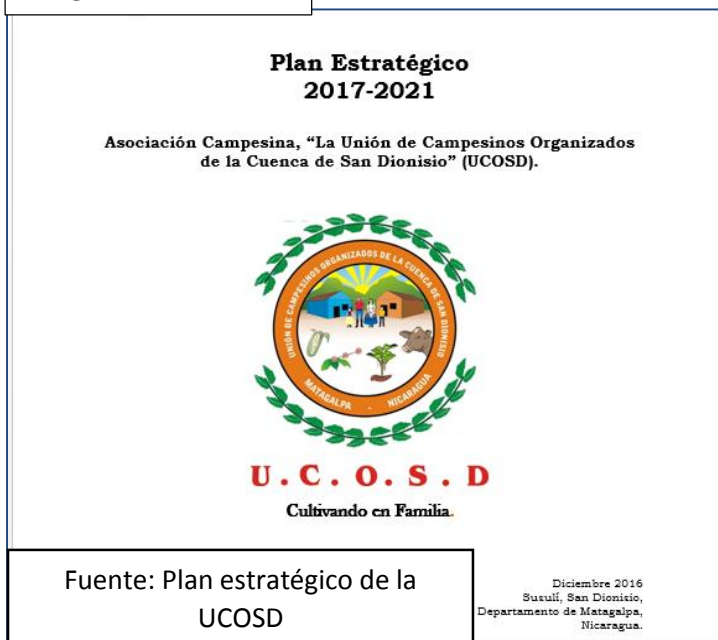 Plan Estratégico
2017-2021
Asociación Campesina, “La Unión de Campesinos Organizados
de la Cuenca de San Dionisio” (UCOSD).
UNIÓN DE CAMPESINOS ORGANIZADOS DE LA CUENCA DE SAN DIONISIO
MATAGALPA - NICARAGUA
U.C.O.S.D
Cultivando en Familia.
Fuente: Plan estratégico de la
UCOSD
Diciembre 2016
Susulí, San Dionisio,
Departamento de Matagalpa,
Nicaragua.